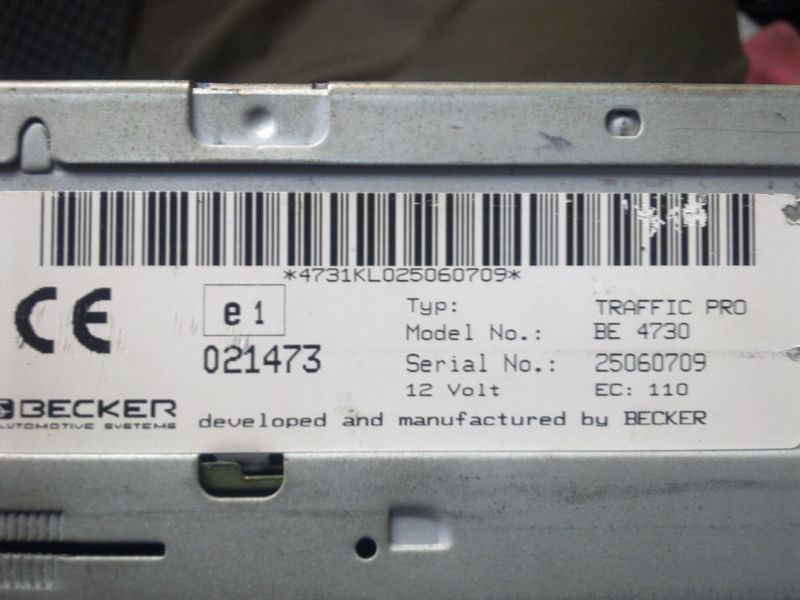 *4731KL025060709*
CE
e1
021473
Typ: TRAFFIC PRO
Model No.: BE 4730
Serial No.: 25060709
12 Volt EC: 110
BECKER
AUTOMOTIVE SYSTEMS
developed and manufactured by BECKER